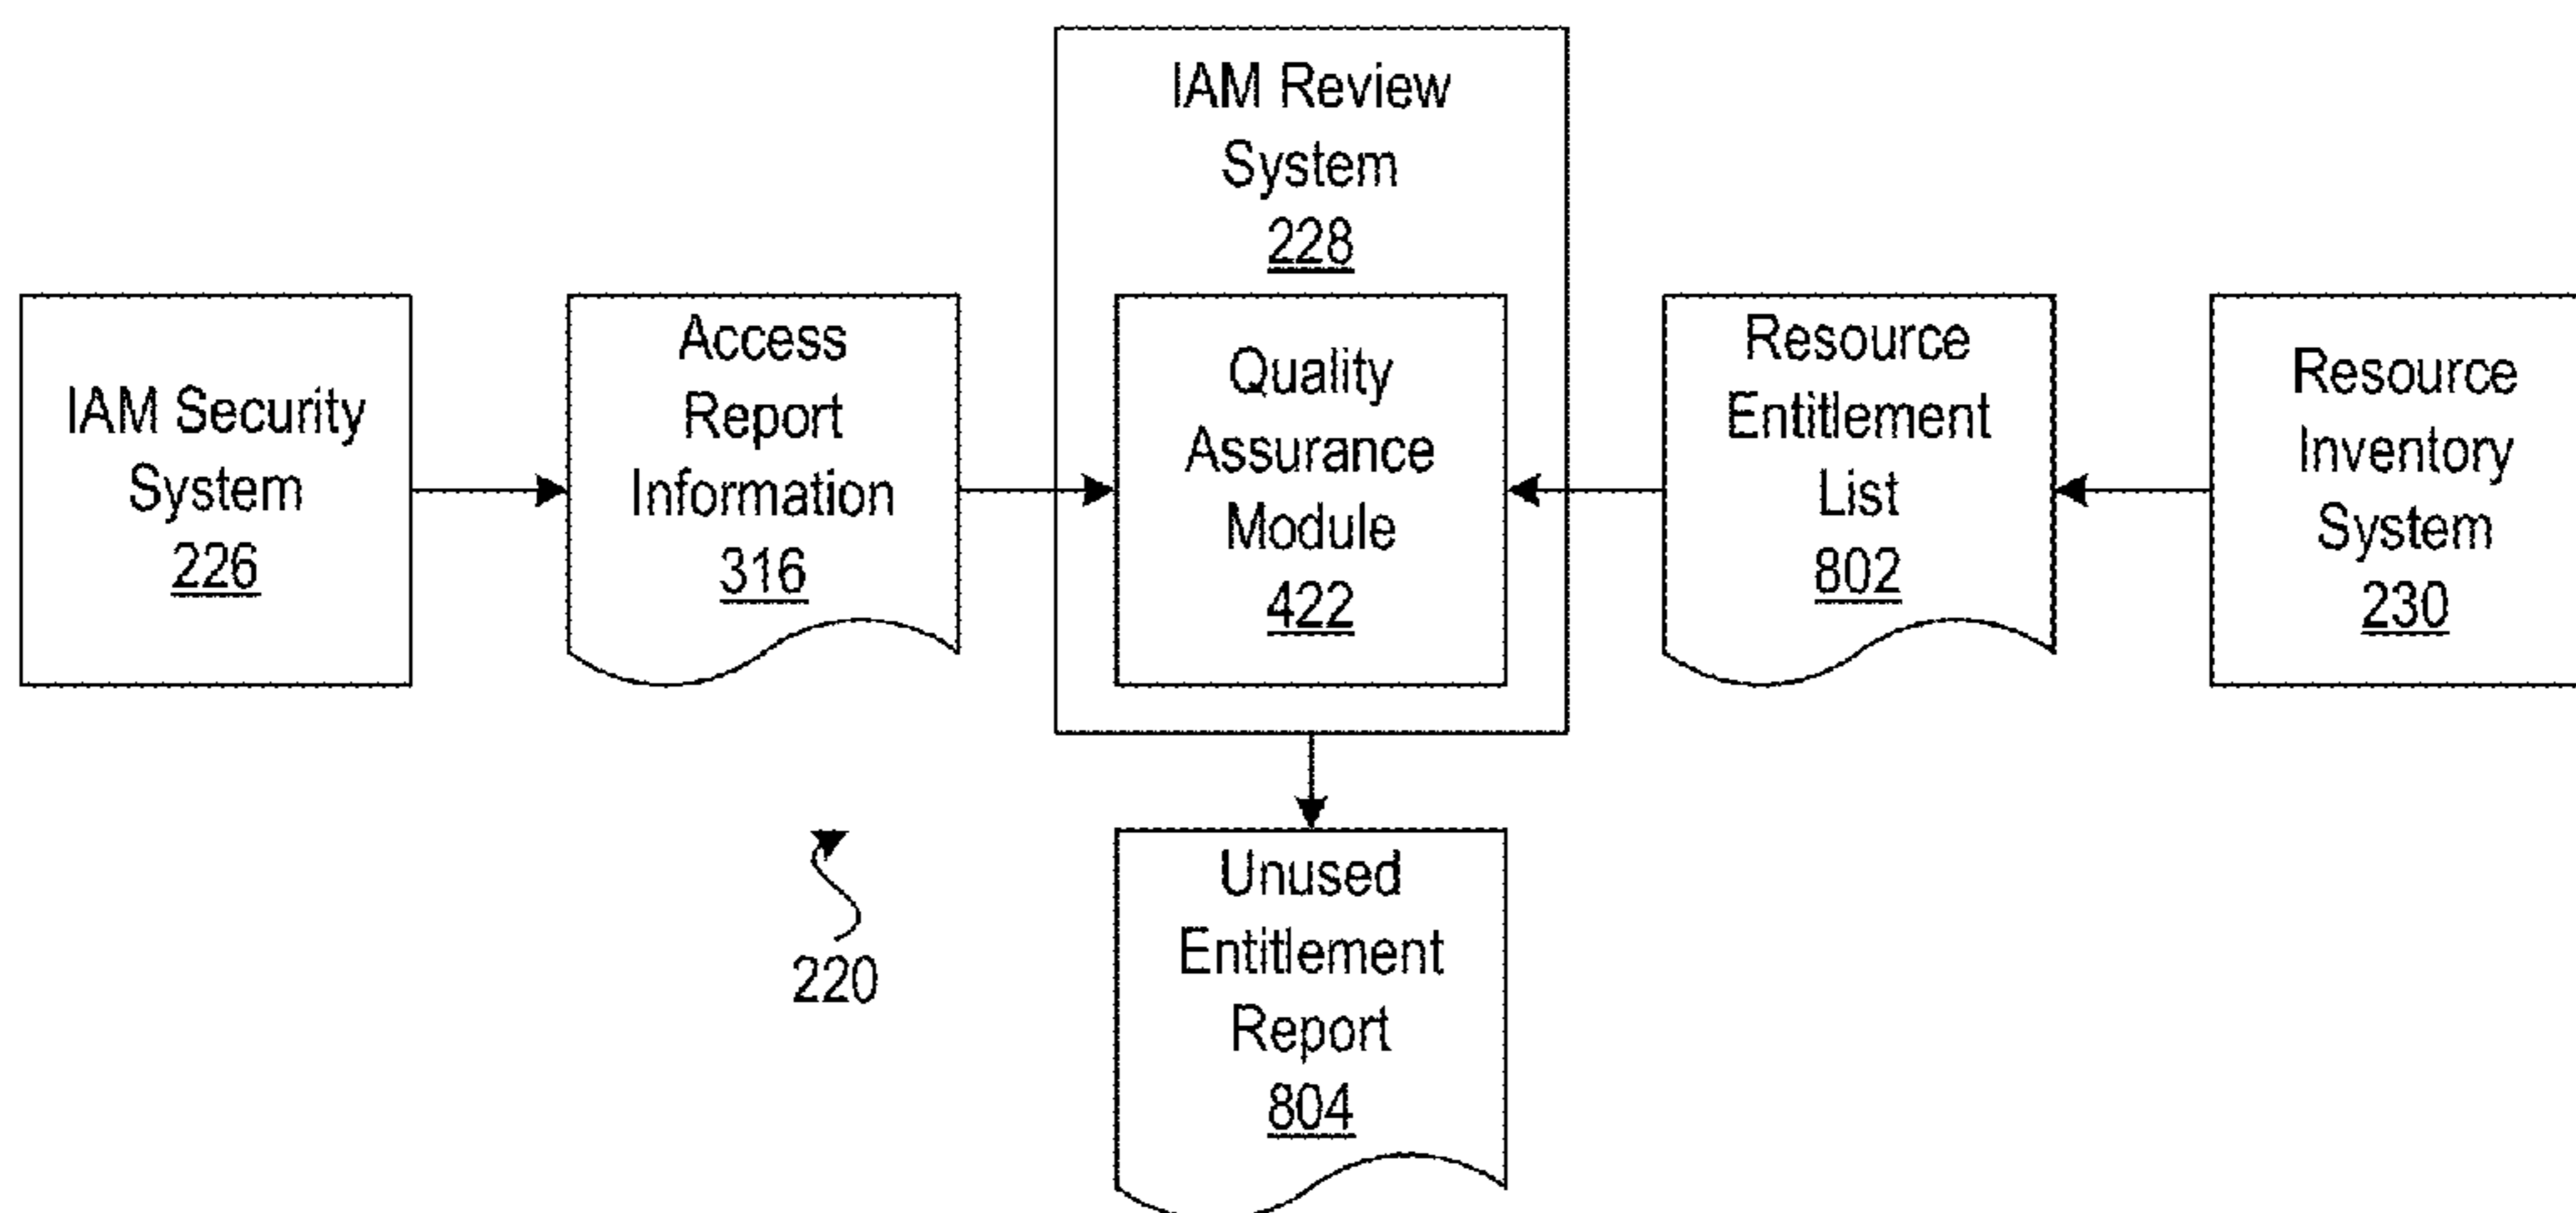 IAM Review
System
228
IAM Security
System
226
Access
Report
Information
316
Quality
Assurance
Module
422
Resource
Entitlement
List
802
Resource
Inventory
System
230
Unused
Entitlement
Report
804
220